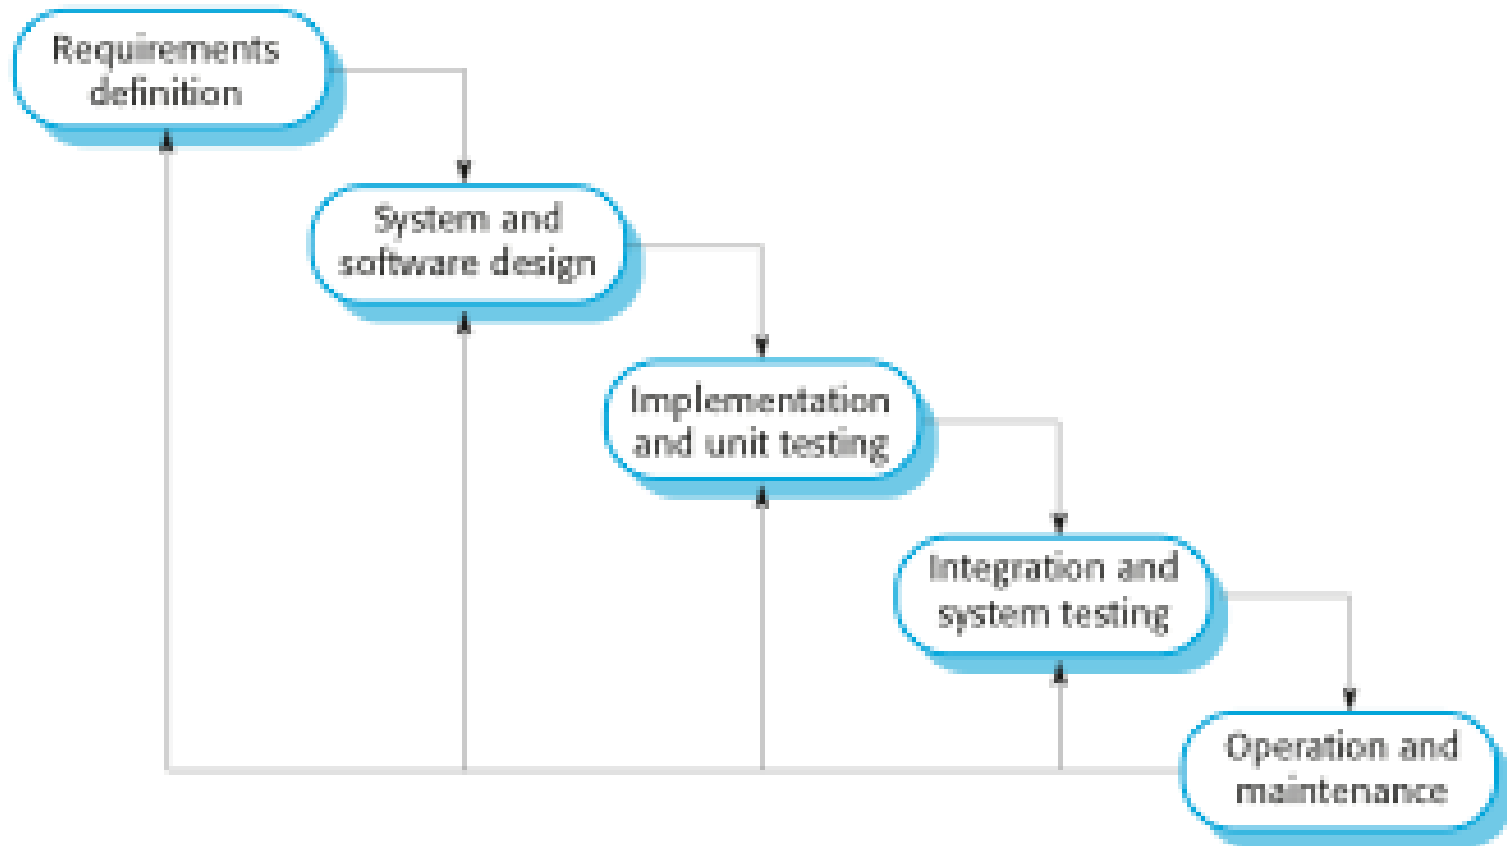 Requirements
definition
System and
software design
Implementation
and unit testing
Integration and
system testing
Operation and
maintenance